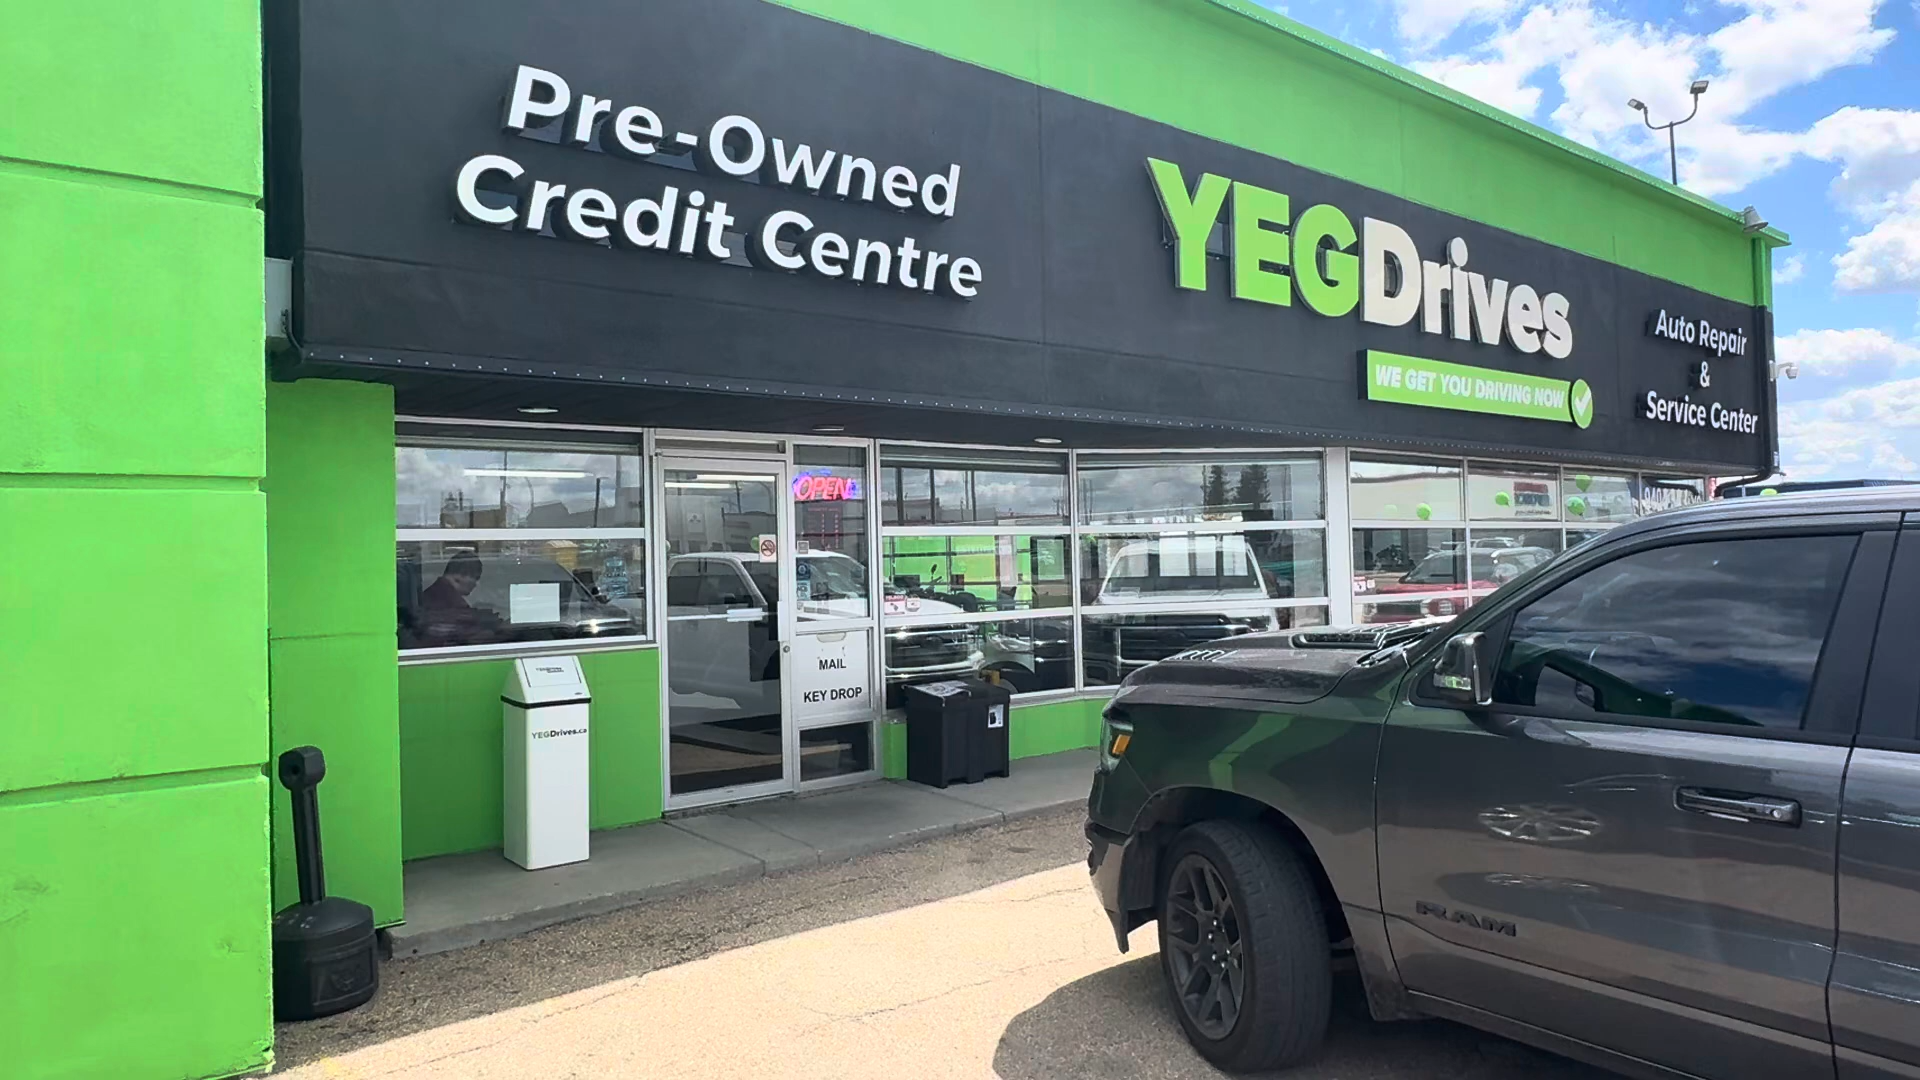 Pre-Owned
Credit Centre
YEGDrives
WE GET YOU DRIVING NOW
Auto Repair
&
Service Center
OPEN
MAIL
KEY DROP
YEGDrives.ca
RAM